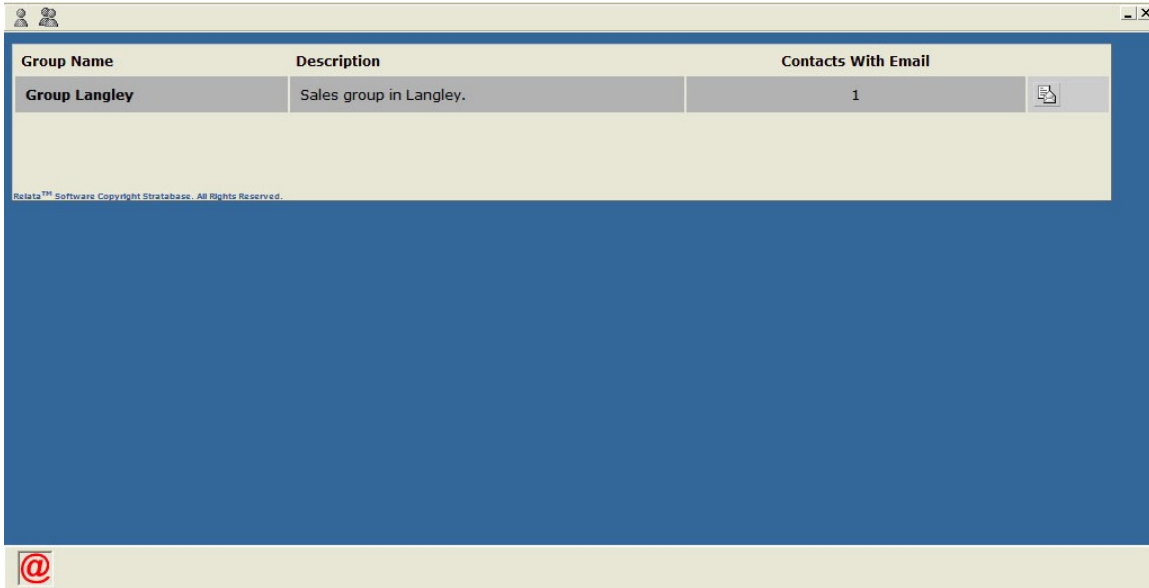 Group Name Description Contacts With Email
Group Langley Sales group in Langley. 1
Relata™ Software Copyright Stratabase. All Rights Reserved.
@